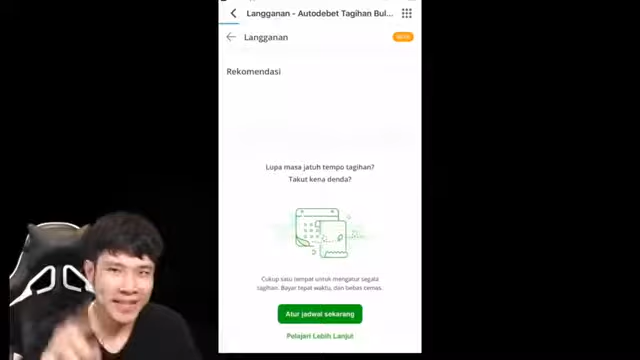 Langganan - Autodebet Tagihan Bul...
Langganan
Rekomendasi
Lupa masa jatuh tempo tagihan?
Takut kena denda?
Cukup satu tempat untuk mengatur segala
tagihan. Bayar tepat waktu, dan bebas cemas.
Atur jadwal sekarang
Pelajari Lebih Lanjut